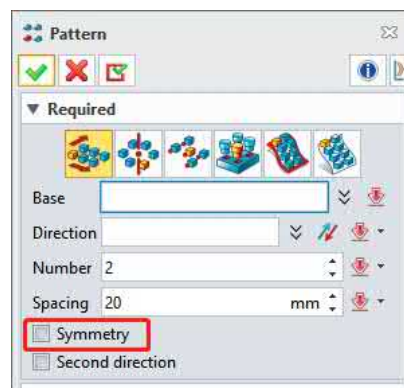 Pattern
Required
Base
Direction
Number 2
Spacing 20 mm
Symmetry
Second direction